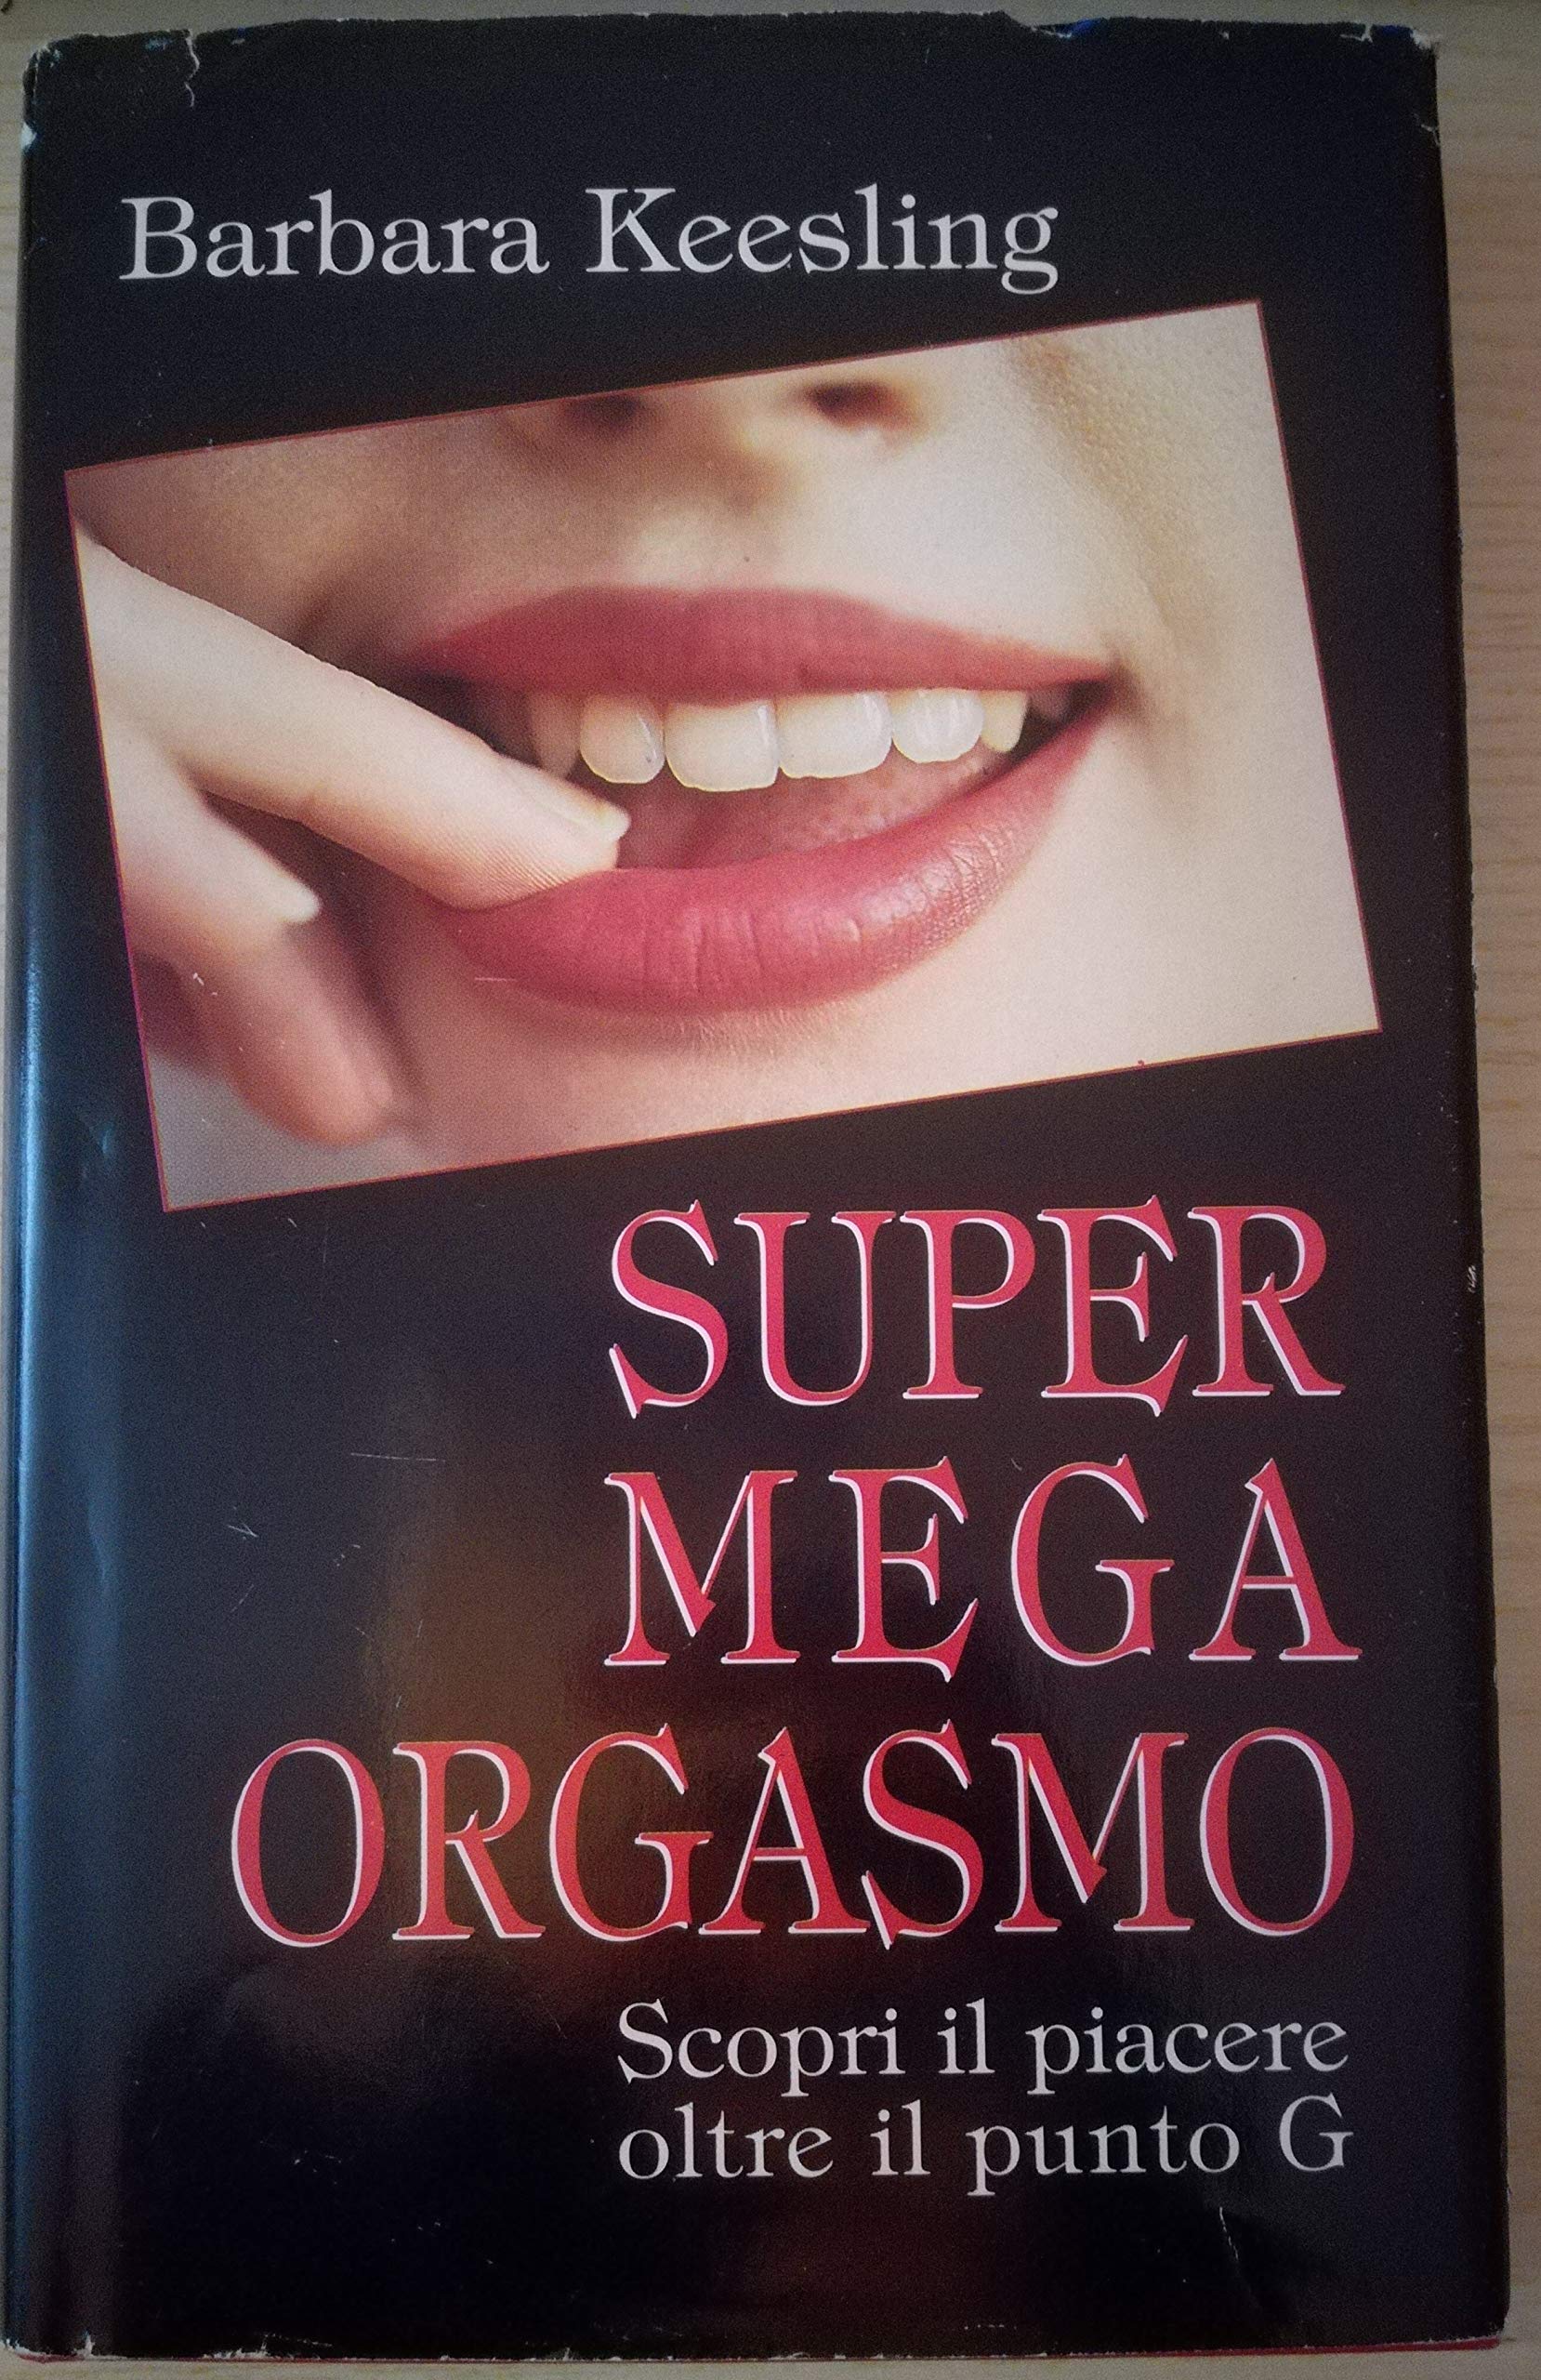 Barbara Keesling
SUPER
MEGA
ORGASMO
Scopri il piacere
oltre il punto G